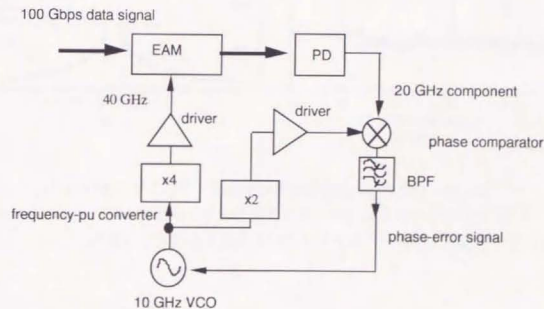 100 Gbps data signal
EAM
PD
40 GHz
20 GHz component
driver
driver
phase comparator
x4
x2
BPF
frequency-pu converter
phase-error signal
10 GHz VCO